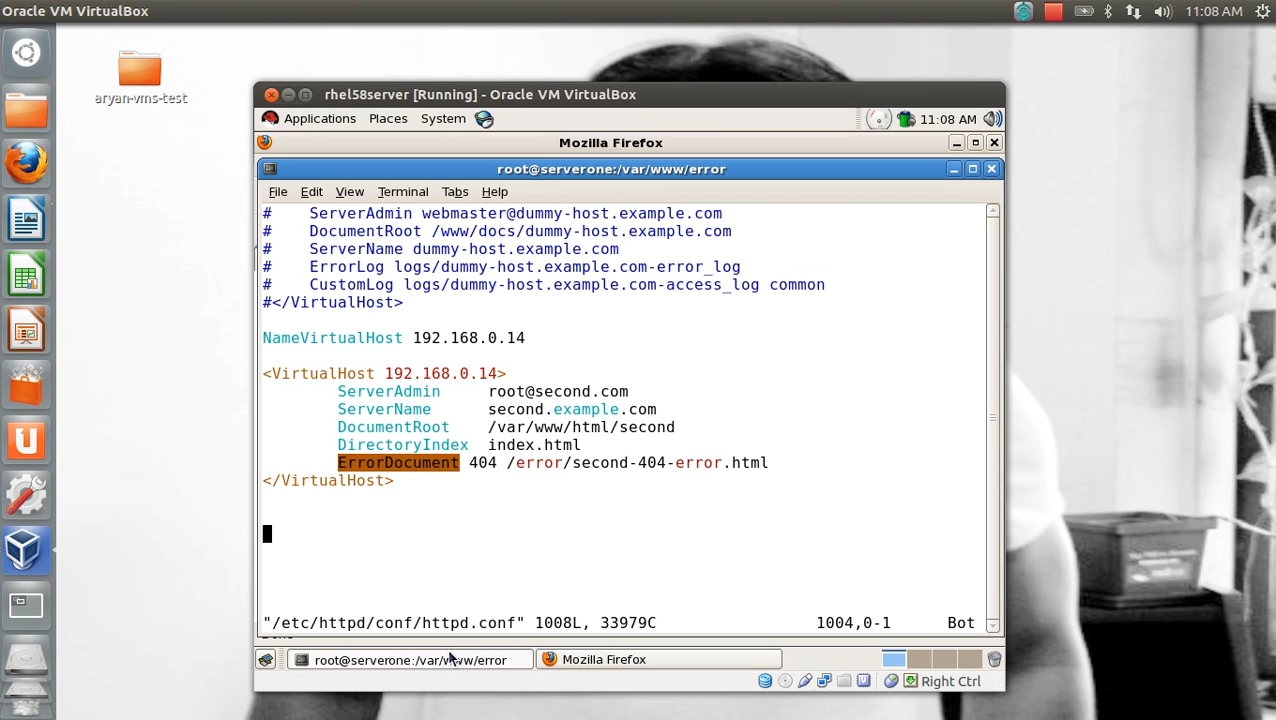 Oracle VM VirtualBox
11:08 AM
aryan-vms-test
rhel58server [Running] - Oracle VM VirtualBox
Applications Places System
11:08 AM
Mozilla Firefox
root@serverone:/var/www/error
File Edit View Terminal Tabs Help
#    ServerAdmin webmaster@dummy-host.example.com
#    DocumentRoot /www/docs/dummy-host.example.com
#    ServerName dummy-host.example.com
#    ErrorLog logs/dummy-host.example.com-error_log
#    CustomLog logs/dummy-host.example.com-access_log common
#</VirtualHost>
NameVirtualHost 192.168.0.14
<VirtualHost 192.168.0.14>
ServerAdmin     root@second.com
ServerName      second.example.com
DocumentRoot    /var/www/html/second
DirectoryIndex  index.html
ErrorDocument 404 /error/second-404-error.html
</VirtualHost>
"/etc/httpd/conf/httpd.conf" 1008L, 33979C 1004,0-1 Bot
root@serverone:/var/www/error
Mozilla Firefox
Right Ctrl